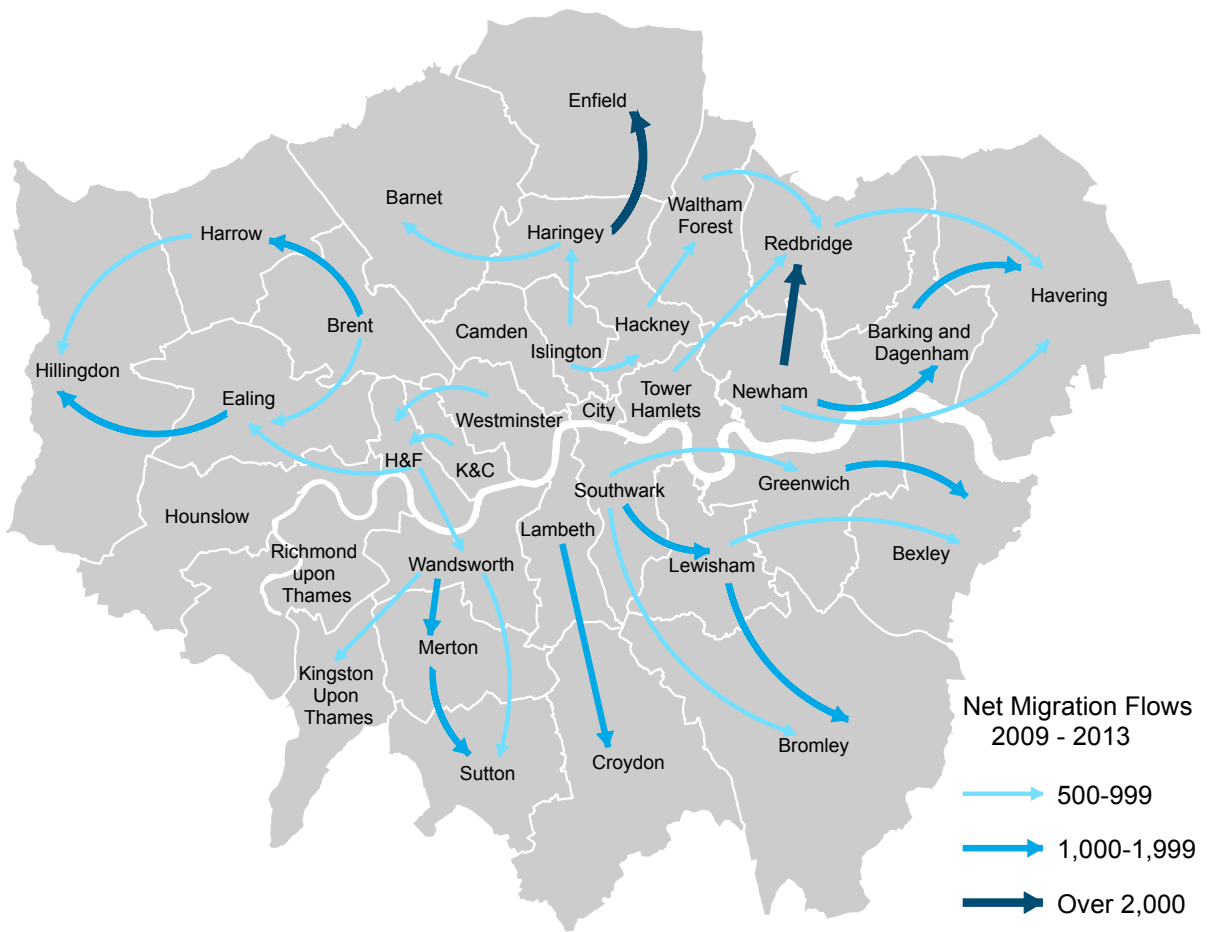 Enfield
Barnet
Waltham
Forest
Harrow
Haringey
Redbridge
Havering
Brent
Camden
Hackney
Islington
Barking and
Dagenham
Hillingdon
Ealing
Tower
Hamlets
Newham
City
Westminster
H&F
K&C
Southwark
Greenwich
Hounslow
Lambeth
Richmond
upon
Thames
Wandsworth
Lewisham
Bexley
Merton
Kingston
Upon
Thames
Sutton
Croydon
Bromley
Net Migration Flows
2009 - 2013
500-999
1,000-1,999
Over 2,000